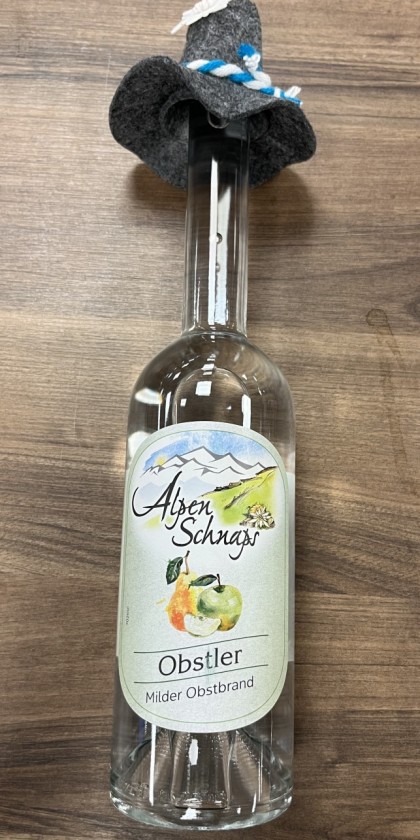 Alpen
Schnaps
Obstler
Milder Obstbrand